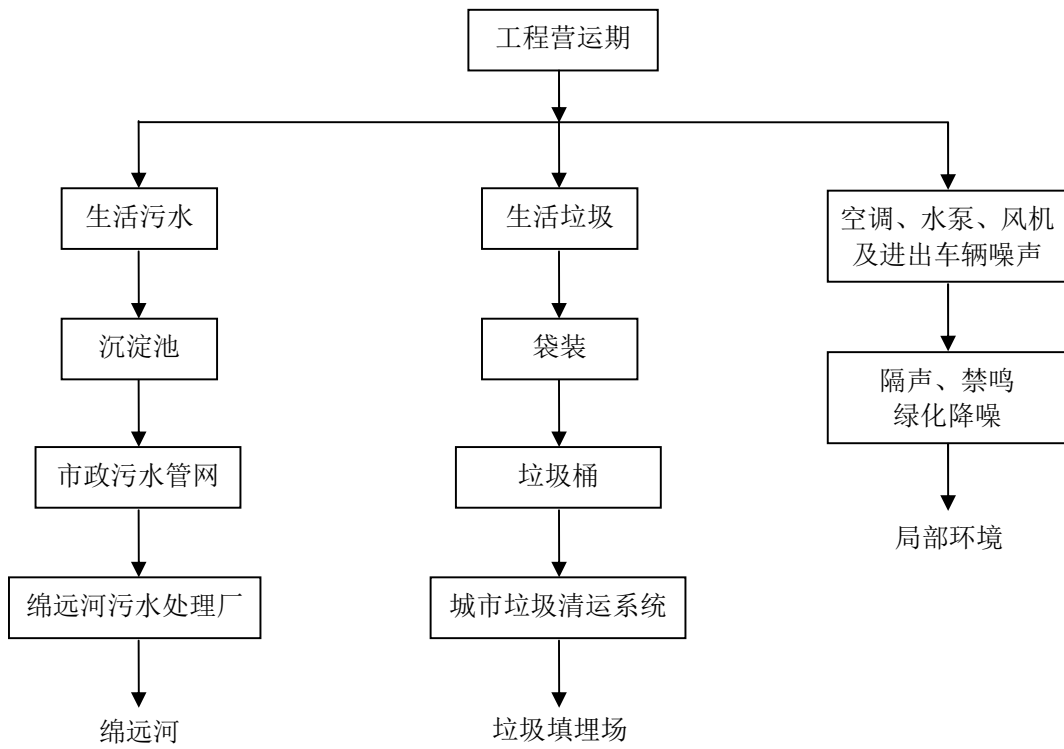 工程营运期
生活污水
生活垃圾
空调、水泵、风机
及进出车辆噪声
沉淀池
袋装
隔声、禁鸣
绿化降噪
市政污水管网
垃圾桶
局部环境
绵远河污水处理厂
城市垃圾清运系统
绵远河
垃圾填埋场